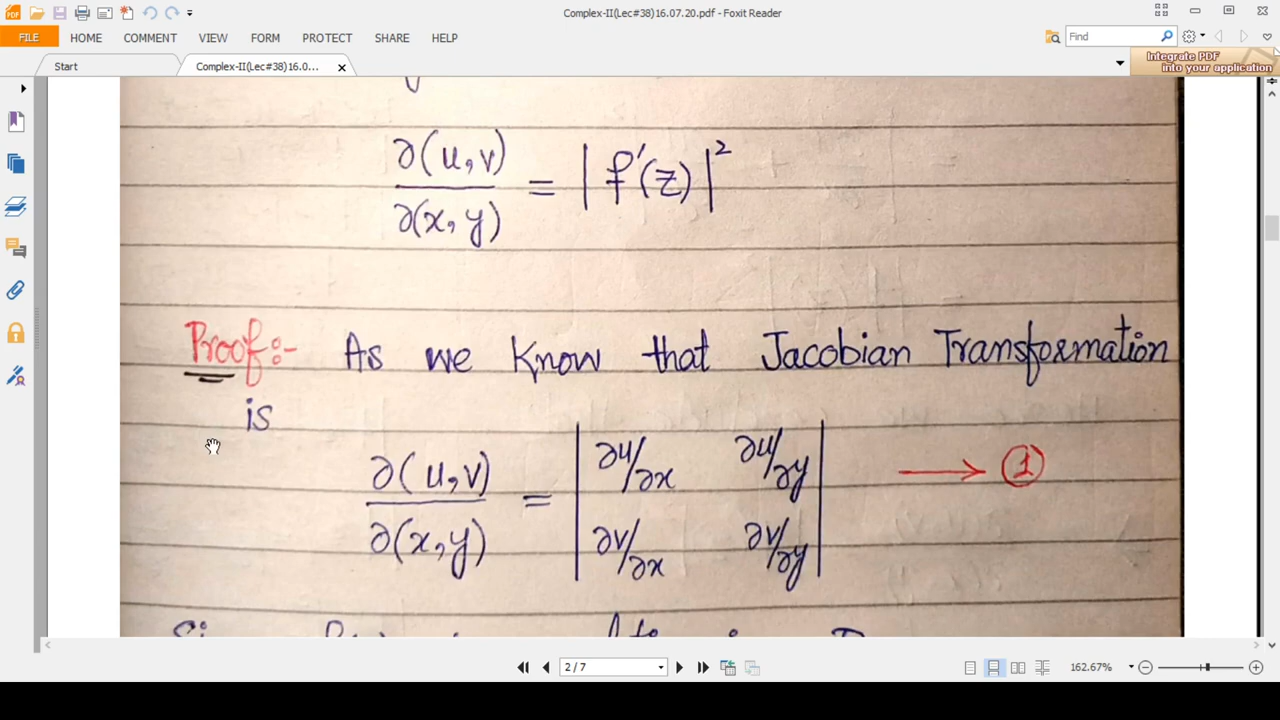 Complex-II(Lec#38)16.07.20.pdf - Foxit Reader
FILE HOME COMMENT VIEW FORM PROTECT SHARE HELP
Find
Integrate PDF
into your application
Start Complex-II(Lec#38)16.0...
∂(u,v)/∂(x,y) = |f'(z)|²
Proof:- As we know that Jacobian Transformation
is
∂(u,v)/∂(x,y) = | ∂u/∂x ∂u/∂y | → ①
| ∂v/∂x ∂v/∂y |
2 / 7
162.67%